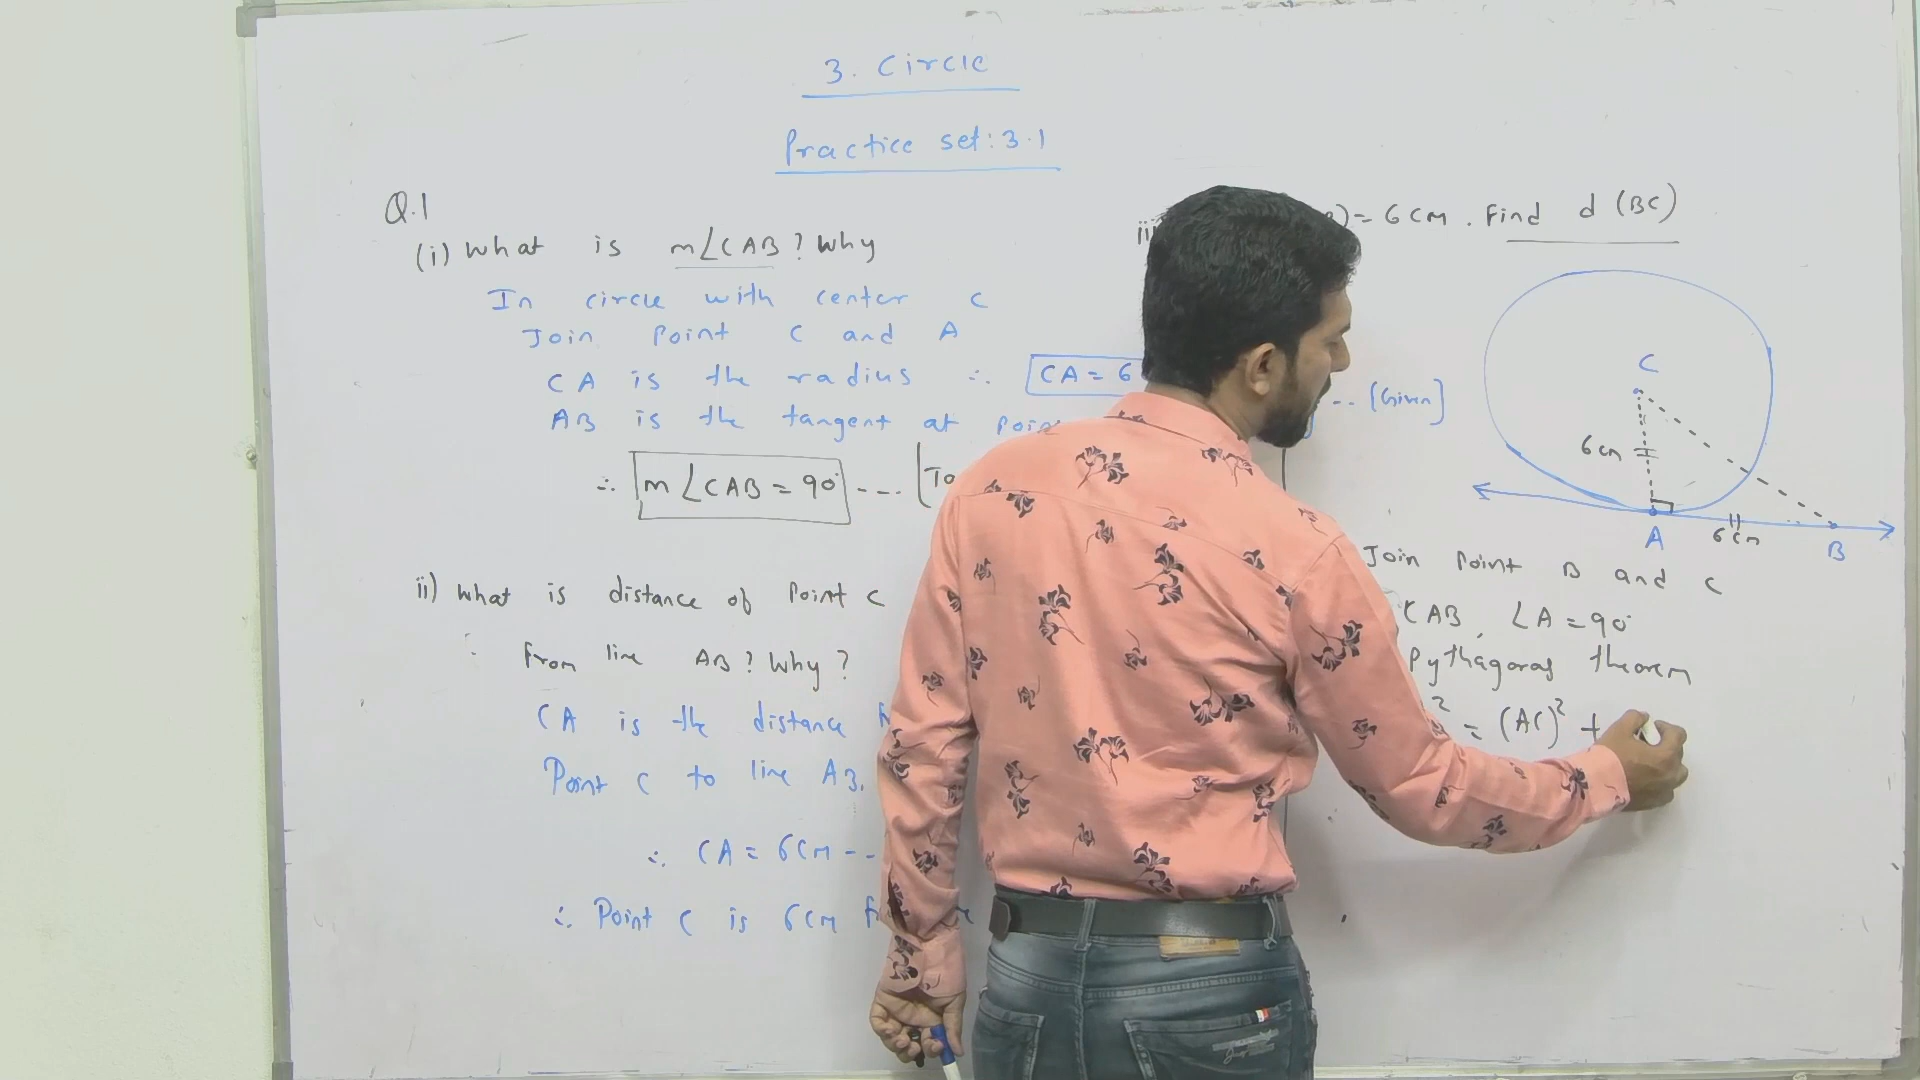 3. Circle
Practice set: 3.1
Q.1
(i) What is m∠CAB? Why
In circle with center C
Join Point C and A
CA is the radius ∴ CA = 6
AB is the tangent at
∴ m∠CAB = 90° ---
ii) What is distance of Point C
From line AB? Why?
CA is the distance
Point C to line AB.
∴ CA = 6cm --
∴ Point C is 6cm
iii) = 6cm. Find d(BC)
-- [Given]
C
6cm
A
6cm
B
Join Point B and C
CAB, ∠A = 90°
Pythagoras theorem
² = (AC)² +